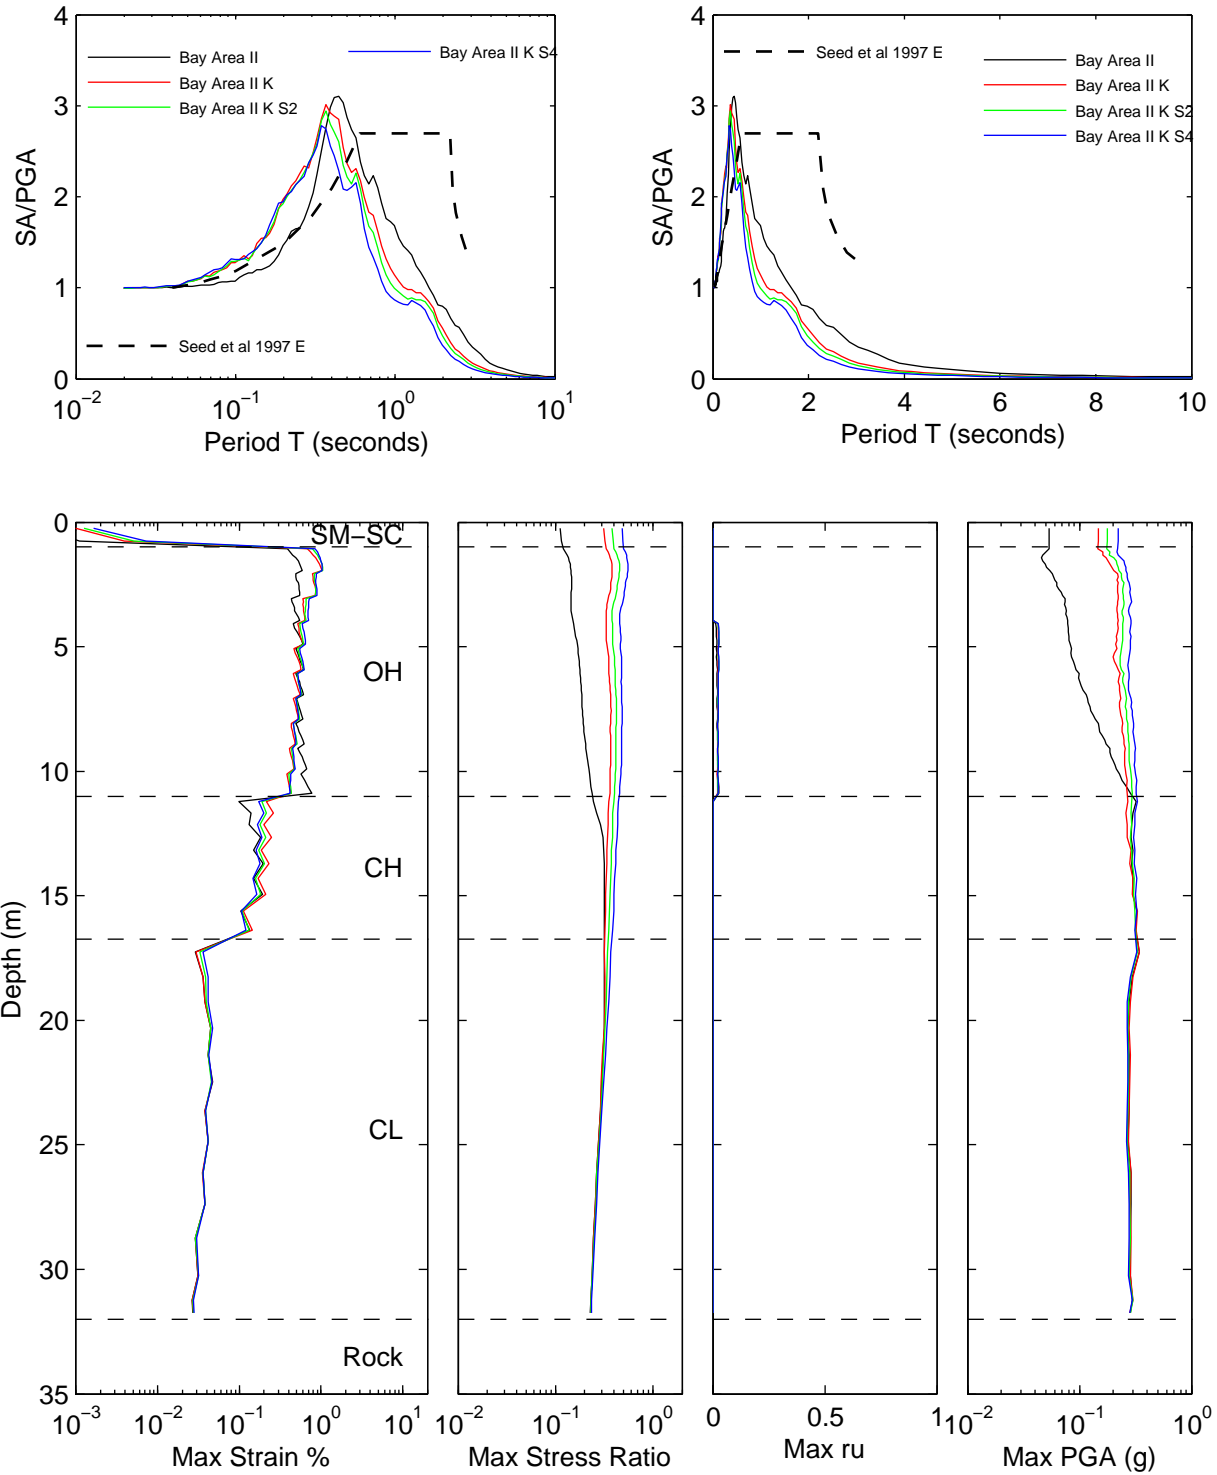 4
3
2
1
0
SA/PGA
Bay Area II
Bay Area II K
Bay Area II K S2
Bay Area II K S4
Seed et al 1997 E
10−2
10−1
100
101
Period T (seconds)
4
3
2
1
0
SA/PGA
Seed et al 1997 E
Bay Area II
Bay Area II K
Bay Area II K S2
Bay Area II K S4
0
2
4
6
8
10
Period T (seconds)
0
5
10
15
20
25
30
35
Depth (m)
SM−SC
OH
CH
CL
Rock
10−3
10−2
10−1
100
101
Max Strain %
10−1
100
Max Stress Ratio
0
0.5
1
Max ru
10−2
10−1
100
Max PGA (g)